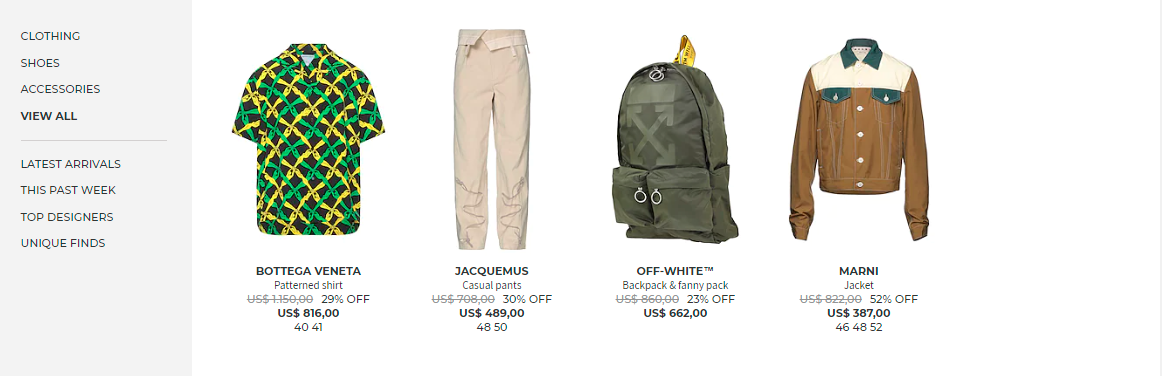 CLOTHING
SHOES
ACCESSORIES
VIEW ALL
LATEST ARRIVALS
THIS PAST WEEK
TOP DESIGNERS
UNIQUE FINDS
BOTTEGA VENETA
Patterned shirt
US$ 1.150,00 29% OFF
US$ 816,00
40 41
JACQUEMUS
Casual pants
US$ 708,00 30% OFF
US$ 489,00
48 50
OFF-WHITE™
Backpack & fanny pack
US$ 860,00 23% OFF
US$ 662,00
MARNI
Jacket
US$ 822,00 52% OFF
US$ 387,00
46 48 52